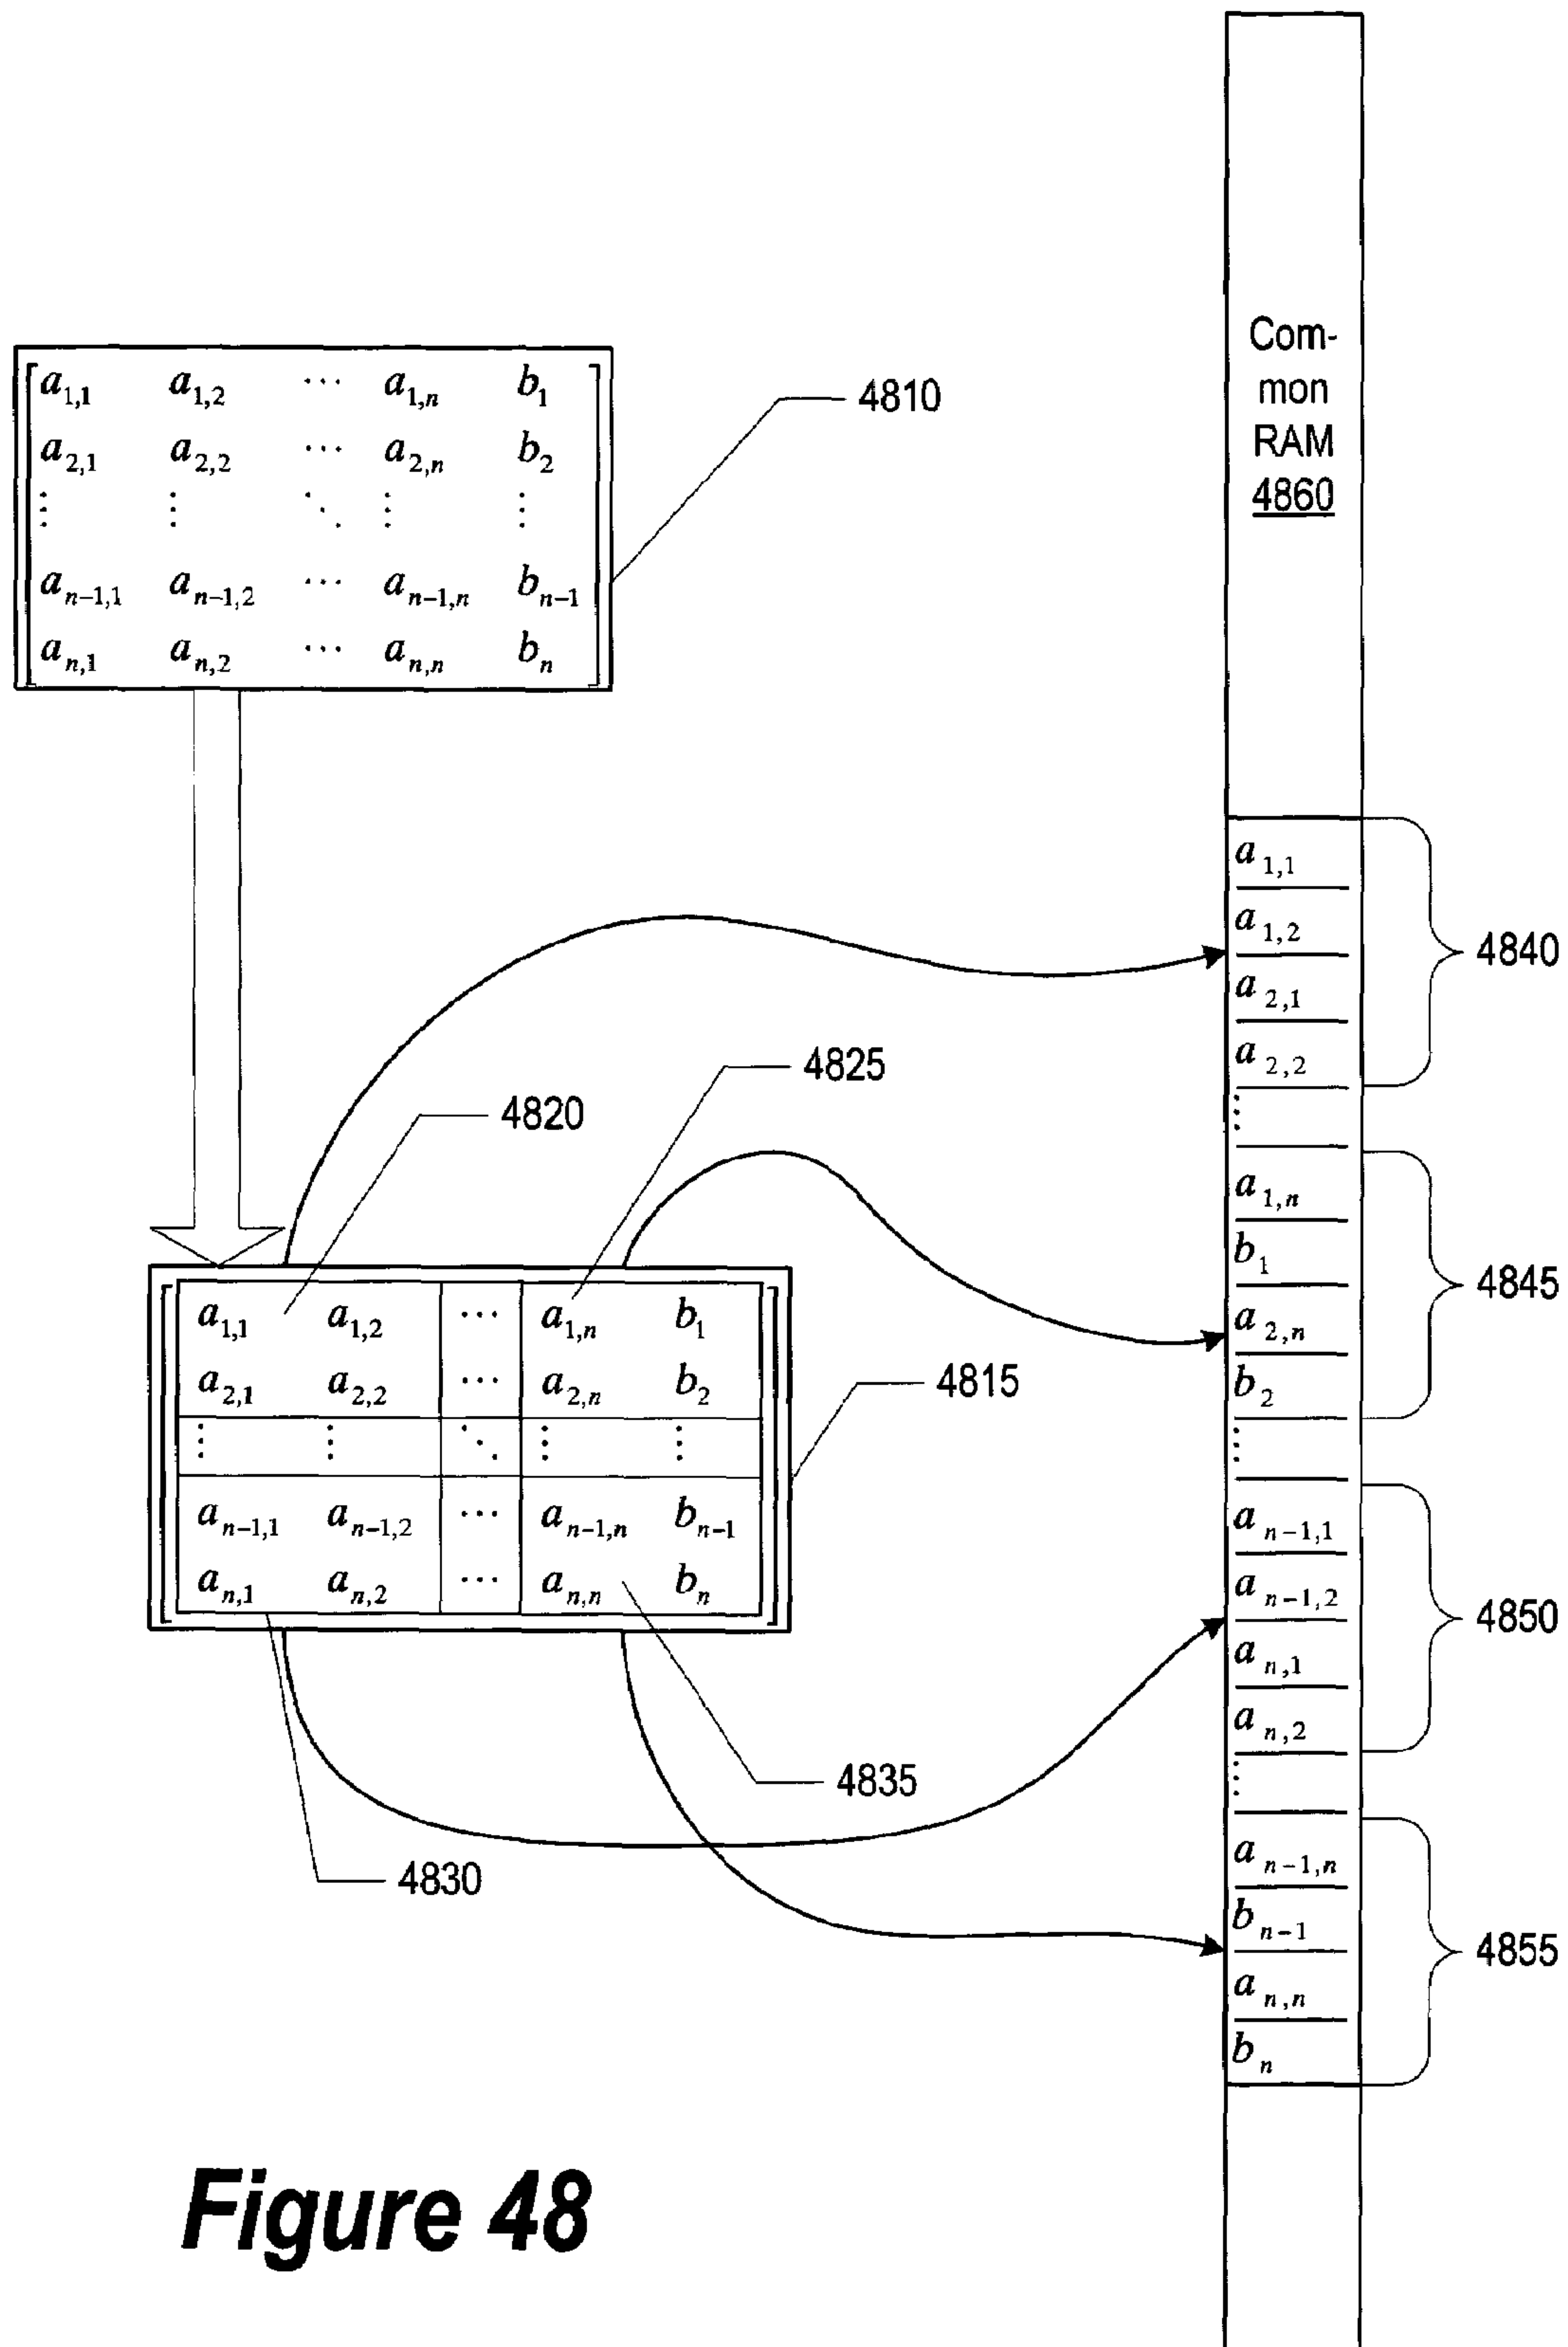 Com-
mon
RAM
4860
a1,1 a1,2 ⋯ a1,n b1
a2,1 a2,2 ⋯ a2,n b2
⋮ ⋮ ⋱ ⋮ ⋮
an−1,1 an−1,2 ⋯ an−1,n bn−1
an,1 an,2 ⋯ an,n bn
4810
a1,1
a1,2
a2,1
a2,2
⋮
a1,n
b1
a2,n
b2
⋮
an−1,1
an−1,2
an,1
an,2
⋮
an−1,n
bn−1
an,n
bn
4840
4845
4850
4855
4825
4820
a1,1 a1,2 ⋯ a1,n b1
a2,1 a2,2 ⋯ a2,n b2
⋮ ⋮ ⋱ ⋮ ⋮
an−1,1 an−1,2 ⋯ an−1,n bn−1
an,1 an,2 ⋯ an,n bn
4815
4835
4830
Figure 48